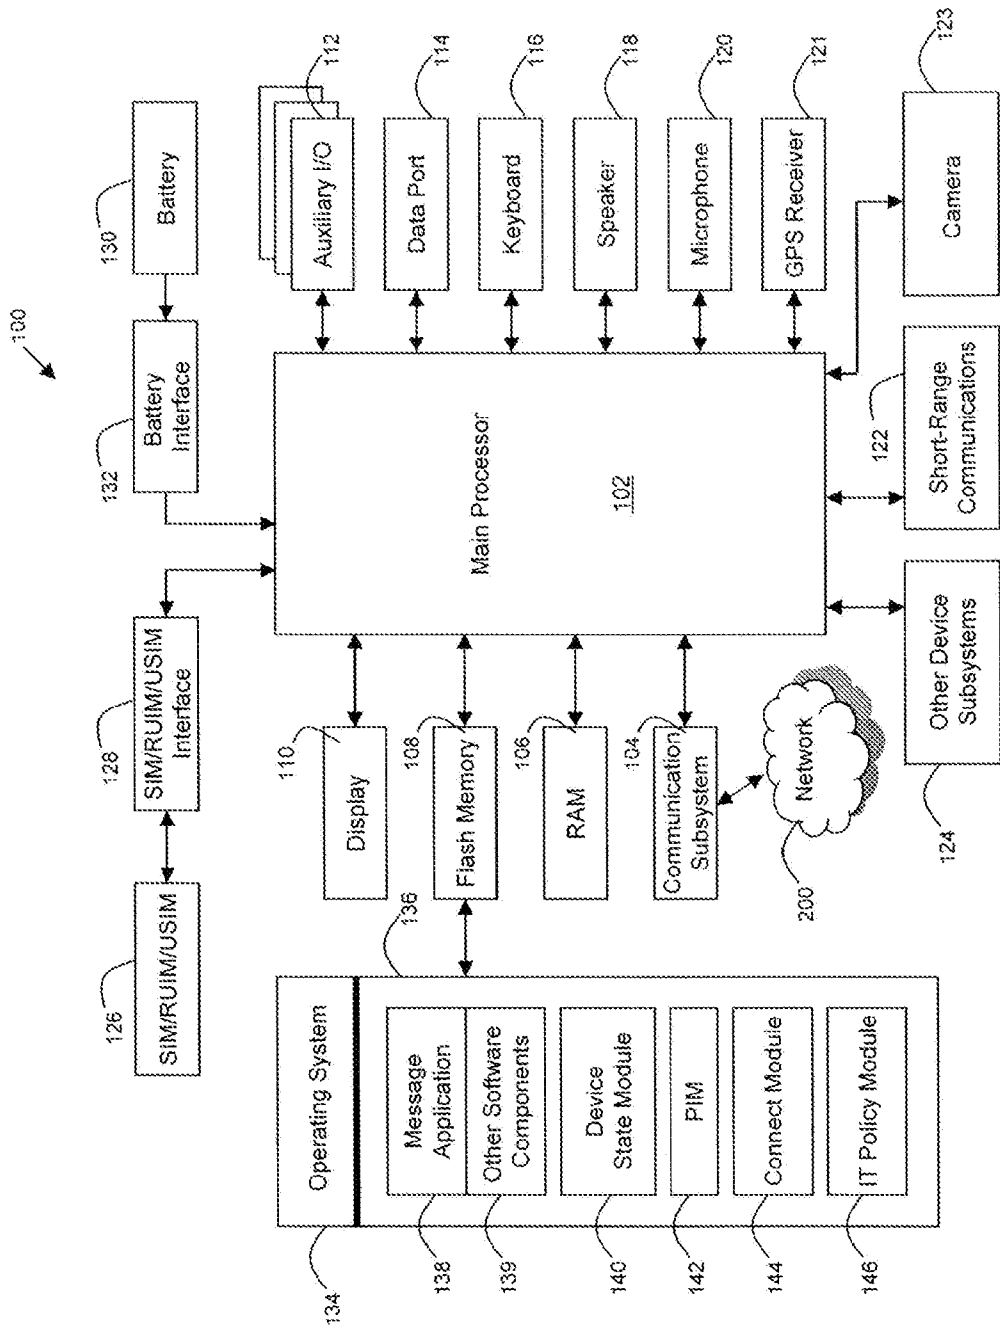 100
130
Battery
132
Battery
Interface
128
SIM/RUIM/USIM
Interface
126
SIM/RUIM/USIM
Auxiliary I/O
112
Data Port
114
Keyboard
116
Speaker
118
Microphone
120
GPS Receiver
121
Camera
123
Main Processor
102
Short-Range
Communications
122
Other Device
Subsystems
124
110
Display
108
Flash Memory
106
RAM
104
Communication
Subsystem
Network
200
136
134
Operating System
138
Message
Application
139
Other Software
Components
140
Device
State Module
142
PIM
144
Connect Module
146
IT Policy Module